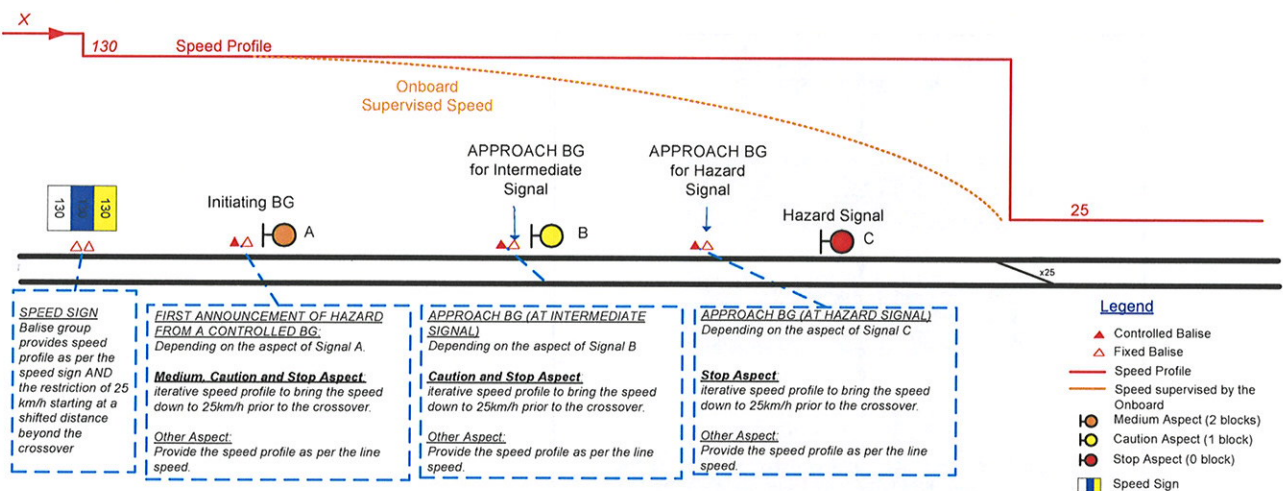 X
130
Speed Profile
Onboard
Supervised Speed
APPROACH BG
for Intermediate
Signal
APPROACH BG
for Hazard
Signal
130
130
130
Initiating BG
A
B
Hazard Signal
C
25
x25
SPEED SIGN
Balise group
provides speed
profile as per the
speed sign AND
the restriction of 25
km/h starting at a
shifted distance
beyond the
crossover
FIRST ANNOUNCEMENT OF HAZARD
FROM A CONTROLLED BG:
Depending on the aspect of Signal A.
Medium, Caution and Stop Aspect:
iterative speed profile to bring the speed
down to 25km/h prior to the crossover.
Other Aspect:
Provide the speed profile as per the line
speed.
APPROACH BG (AT INTERMEDIATE
SIGNAL)
Depending on the aspect of Signal B
Caution and Stop Aspect:
iterative speed profile to bring the speed
down to 25km/h prior to the crossover.
Other Aspect:
Provide the speed profile as per the line
speed.
APPROACH BG (AT HAZARD SIGNAL)
Depending on the aspect of Signal C
Stop Aspect:
iterative speed profile to bring the speed
down to 25km/h prior to the crossover.
Other Aspect:
Provide the speed profile as per the line
speed.
Legend
Controlled Balise
Fixed Balise
Speed Profile
Speed supervised by the
Onboard
Medium Aspect (2 blocks)
Caution Aspect (1 block)
Stop Aspect (0 block)
Speed Sign